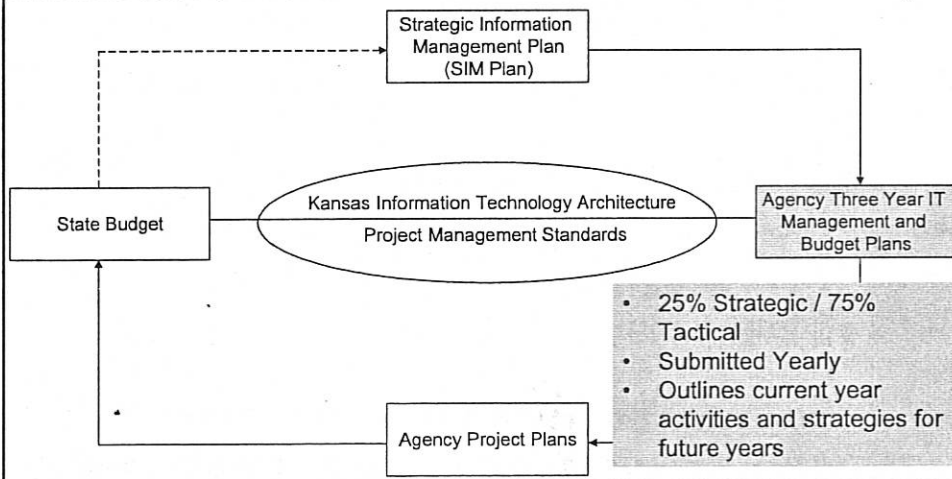 Strategic Information
Management Plan
(SIM Plan)
Kansas Information Technology Architecture
State Budget
Project Management Standards
Agency Three Year IT
Management and
Budget Plans
• 25% Strategic / 75%
Tactical
• Submitted Yearly
• Outlines current year
activities and strategies for
future years
Agency Project Plans